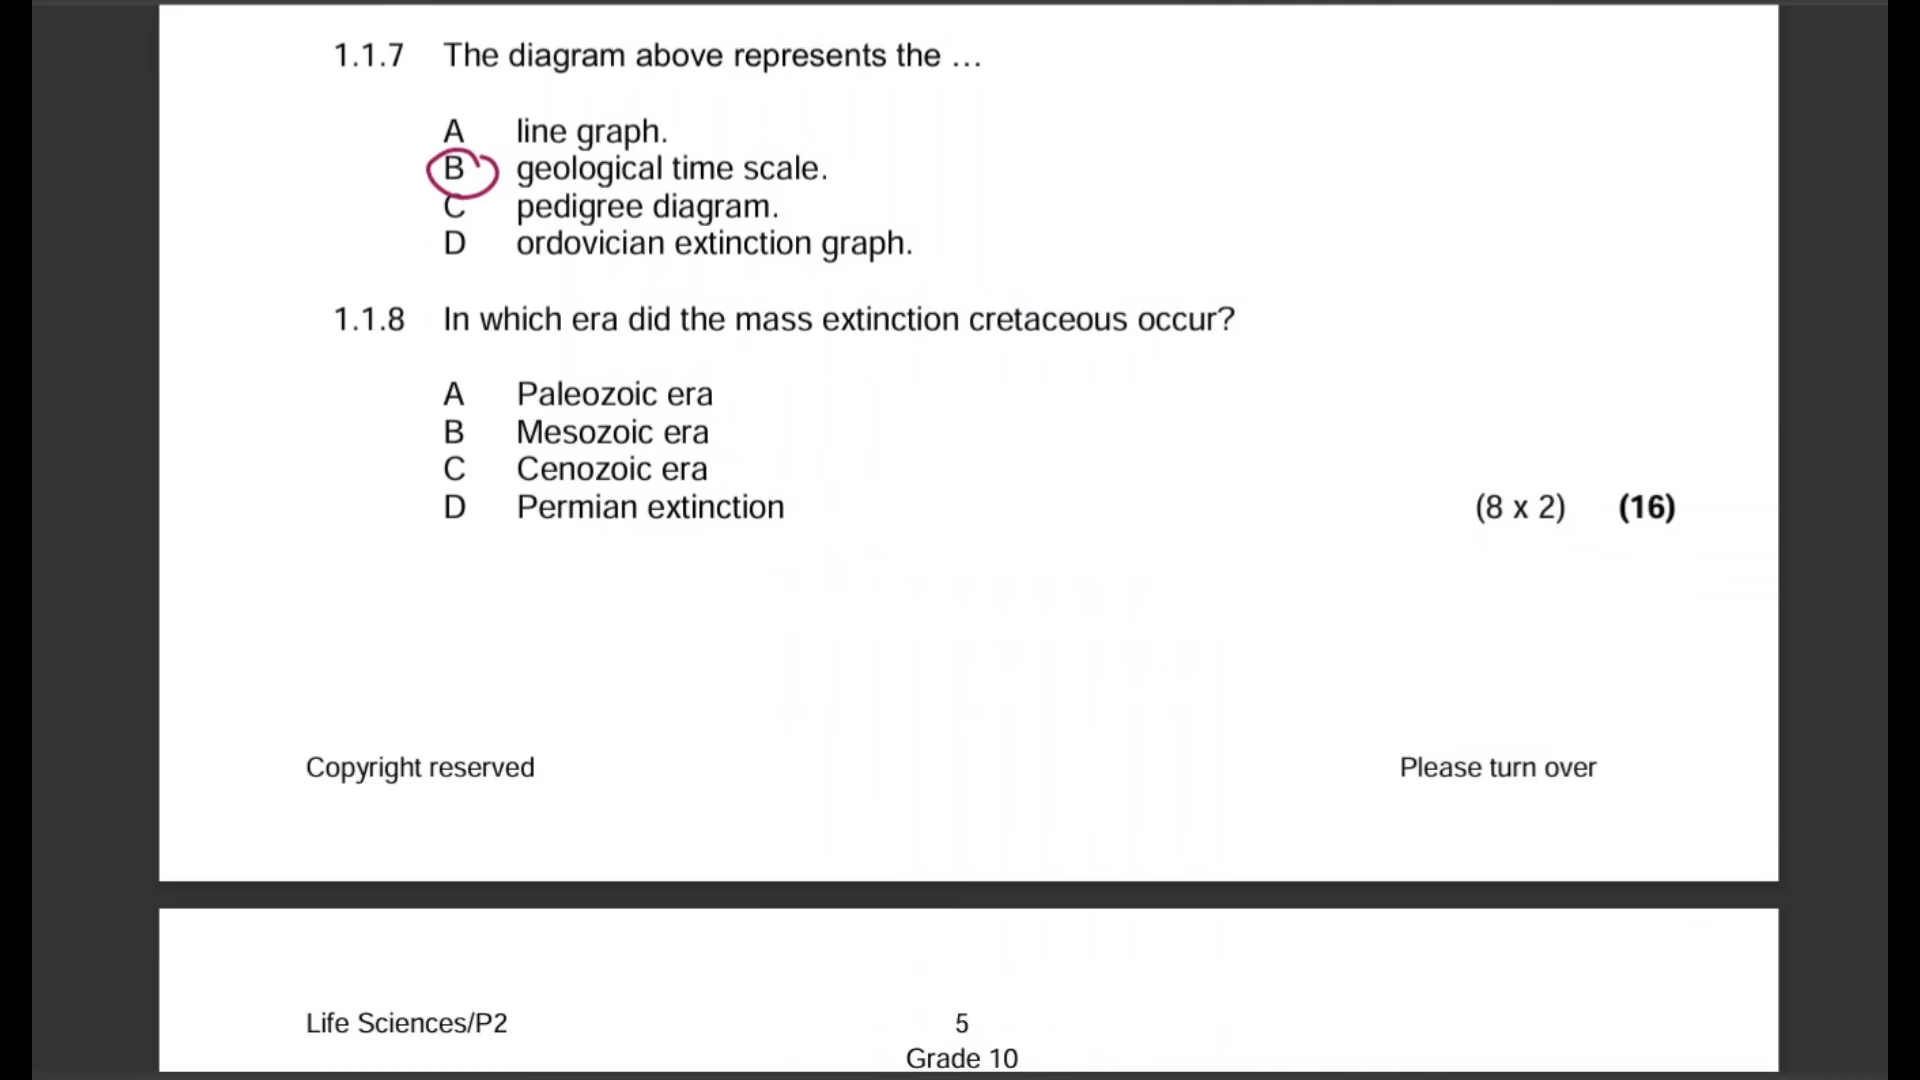 1.1.7 The diagram above represents the ...
A line graph.
B geological time scale.
C pedigree diagram.
D ordovician extinction graph.
1.1.8 In which era did the mass extinction cretaceous occur?
A Paleozoic era
B Mesozoic era
C Cenozoic era
D Permian extinction (8 x 2) (16)
Copyright reserved Please turn over
Life Sciences/P2 5
Grade 10